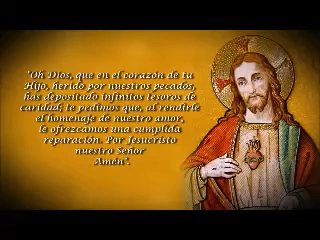 "Oh Dios, que en el corazón de tu
Hijo, herido por nuestros pecados,
has depositado infinitos tesoros de
caridad; te pedimos que, al rendirle
el homenaje de nuestro amor,
le ofrezcamos una cumplida
reparación. Por Jesucristo
nuestro Señor
Amén".